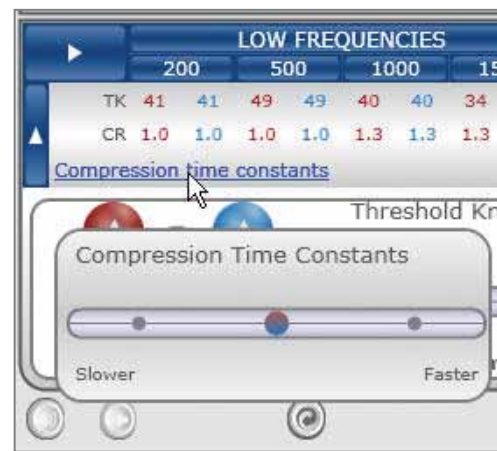 LOW FREQUENCIES
200 500 1000 15
TK 41 41 49 49 40 40 34
CR 1.0 1.0 1.0 1.0 1.3 1.3 1.3
Compression time constants
Threshold Kn
Compression Time Constants
Slower Faster